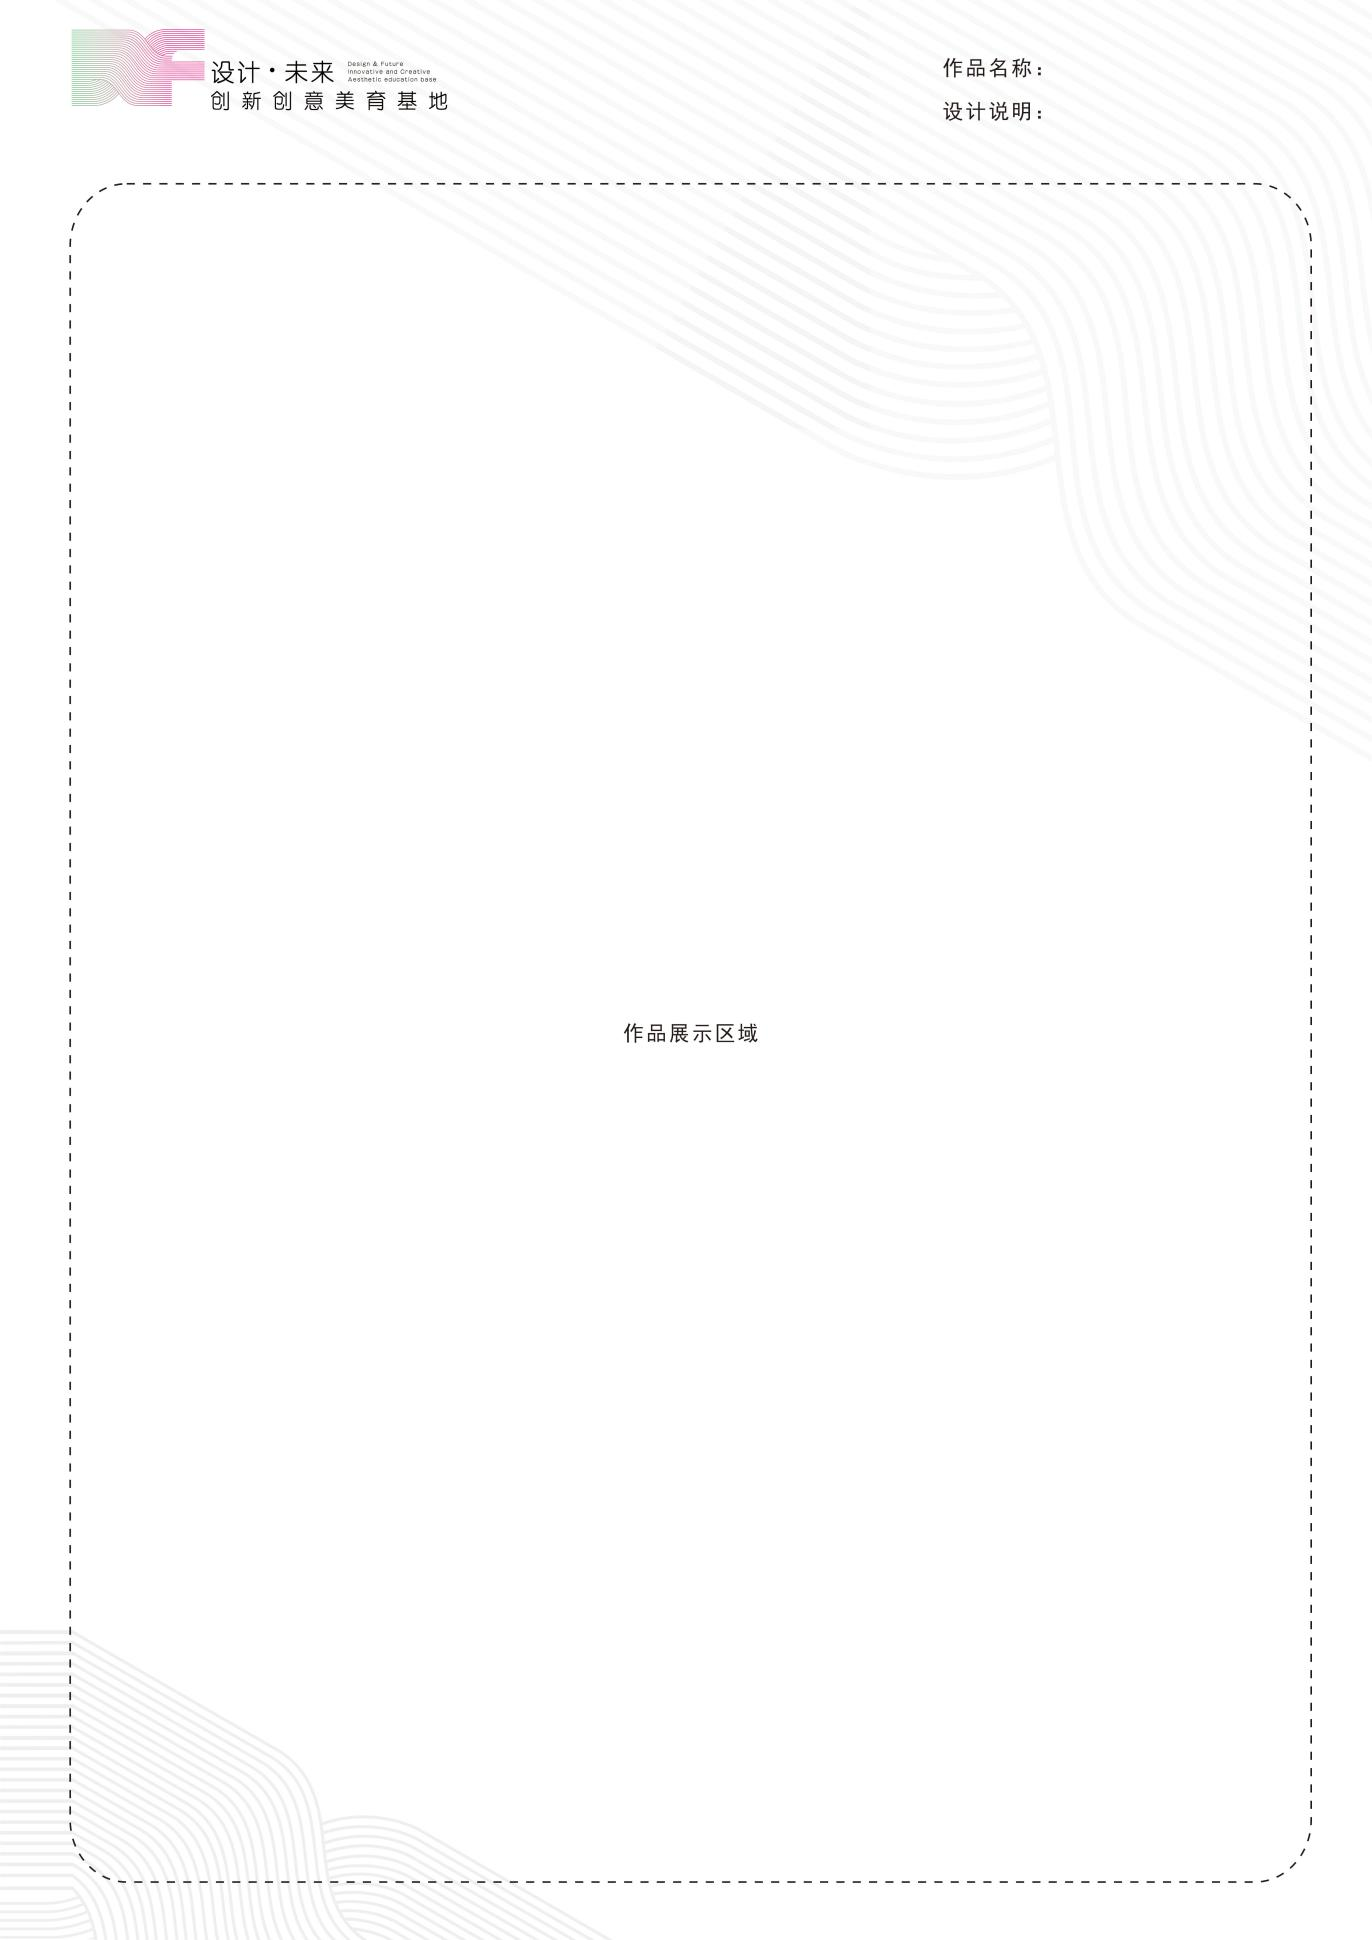 设计·未来
Design & Future
Innovative and Creative
Aesthetic education base
创新创意美育基地
作品名称：
设计说明：
作品展示区域